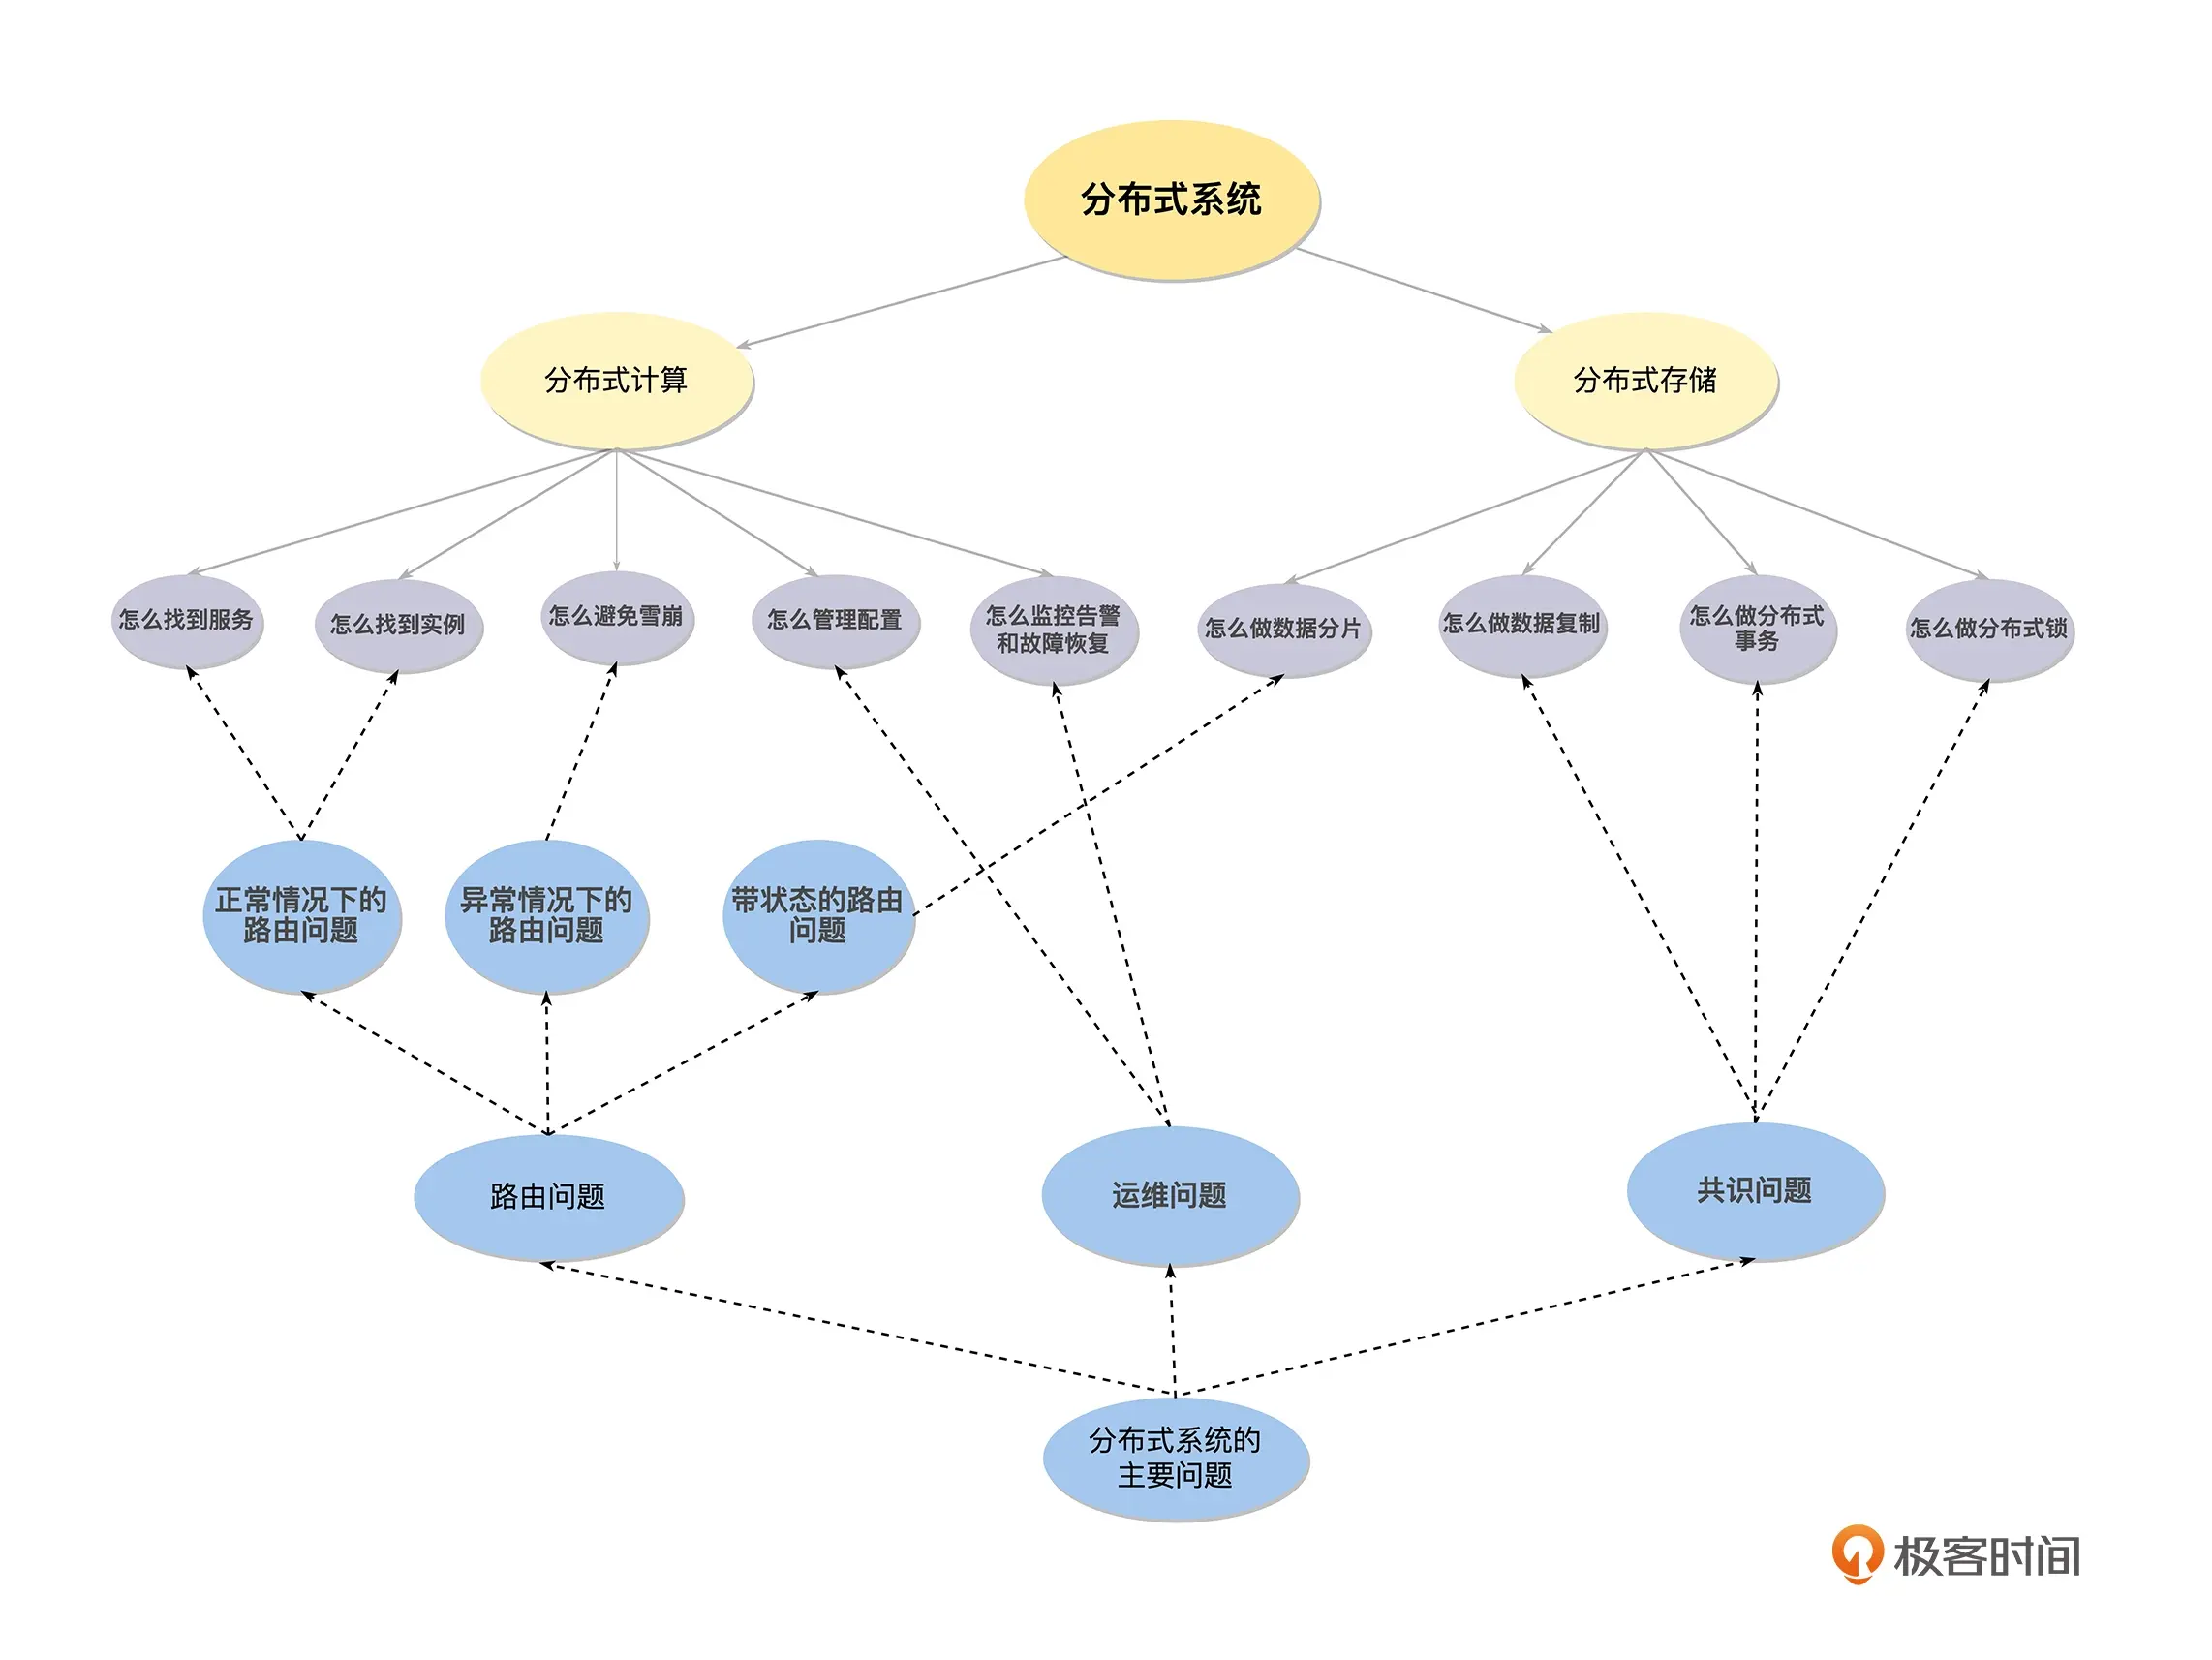 分布式系统
分布式计算
分布式存储
怎么找到服务
怎么找到实例
怎么避免雪崩
怎么管理配置
怎么监控告警
和故障恢复
怎么做数据分片
怎么做数据复制
怎么做分布式
事务
怎么做分布式锁
正常情况下的
路由问题
异常情况下的
路由问题
带状态的路由
问题
路由问题
运维问题
共识问题
分布式系统的
主要问题
极客时间